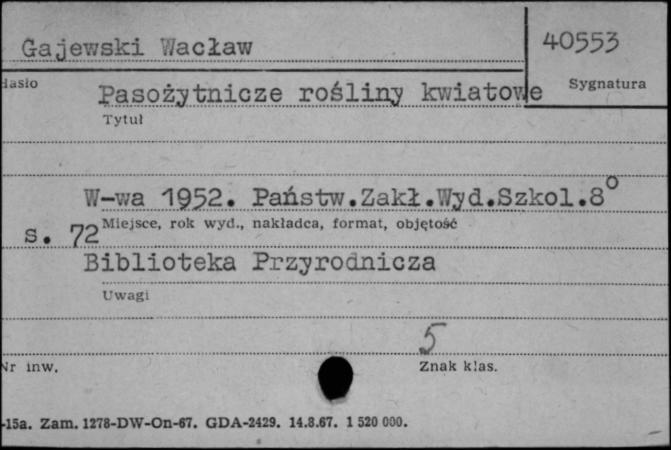 Gajewski Wacław
40553
Hasło
Sygnatura
Pasożytnicze rośliny kwiatowe
Tytuł
W-wa 1952. Państw.Zakł.Wyd.Szkol.8°
Miejsce, rok wyd., nakładca, format, objętość
s. 72
Biblioteka Przyrodnicza
Uwagi
5
Nr inw.
Znak klas.
-15a. Zam. 1278-DW-On-67. GDA-2429. 14.8.67. 1 520 000.